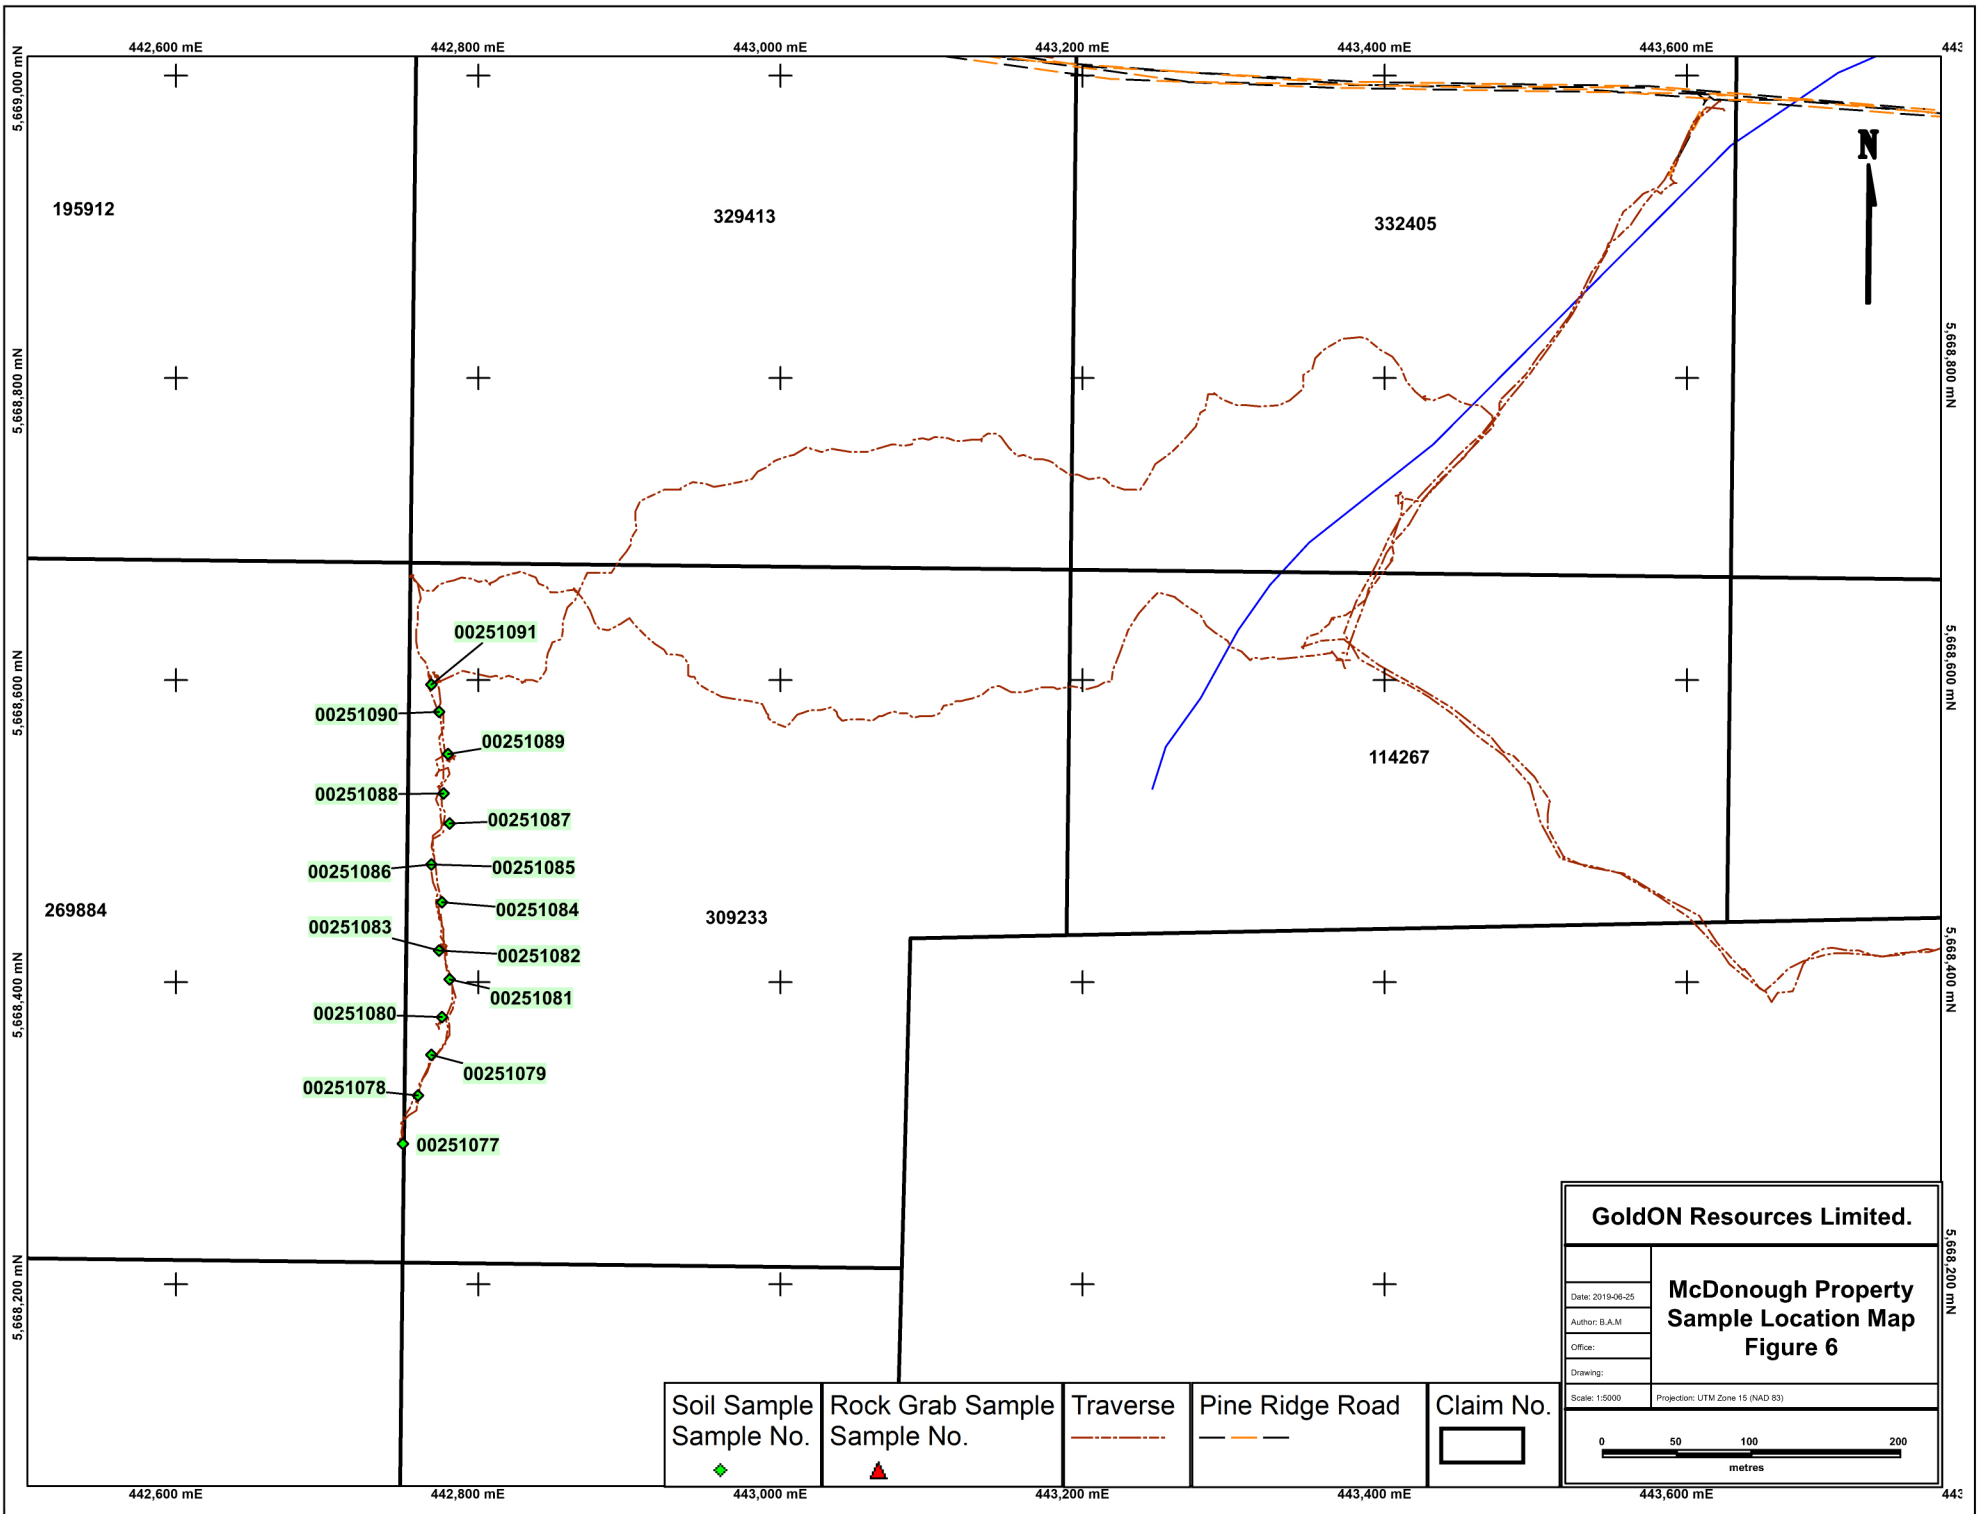 442,600 mE 442,800 mE 443,000 mE 443,200 mE 443,400 mE 443,600 mE 443
5,669,000 mN
N
195912
329413
332405
5,668,800 mN
5,668,800 mN
00251091
5,668,600 mN
5,668,600 mN
00251090
00251089
114267
00251088
00251087
00251086
00251085
269884
00251084
309233
00251083
00251082
5,668,400 mN
5,668,400 mN
00251081
00251080
00251079
00251078
00251077
5,668,200 mN
5,668,200 mN
GoldON Resources Limited.
McDonough Property
Sample Location Map
Figure 6
Date: 2019-06-25
Author: B.A.M
Office:
Drawing:
Scale: 1:5000
Projection: UTM Zone 15 (NAD 83)
0 50 100 200
metres
Soil Sample
Sample No.
Rock Grab Sample
Sample No.
Traverse
Pine Ridge Road
Claim No.
442,600 mE 442,800 mE 443,000 mE 443,200 mE 443,400 mE 443,600 mE 443